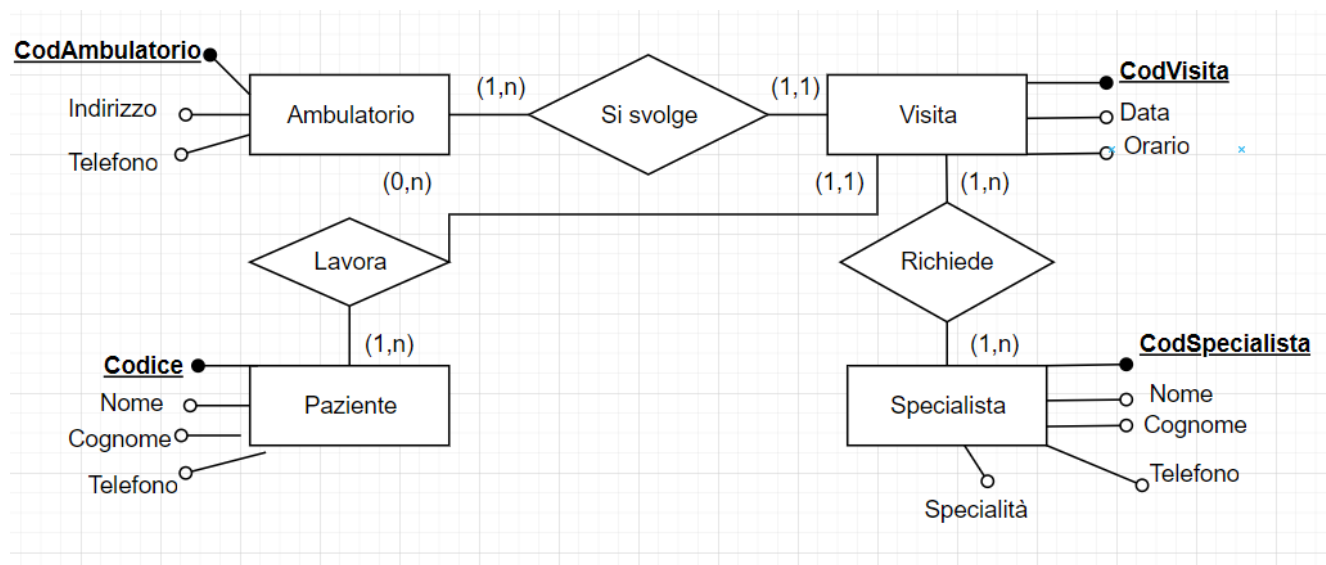 CodAmbulatorio
Indirizzo
Telefono
Ambulatorio
(1,n)
Si svolge
(1,1)
Visita
CodVisita
Data
Orario
(0,n)
(1,1)
(1,n)
Lavora
Richiede
(1,n)
(1,n)
Codice
Nome
Cognome
Telefono
Paziente
Specialista
CodSpecialista
Nome
Cognome
Telefono
Specialità